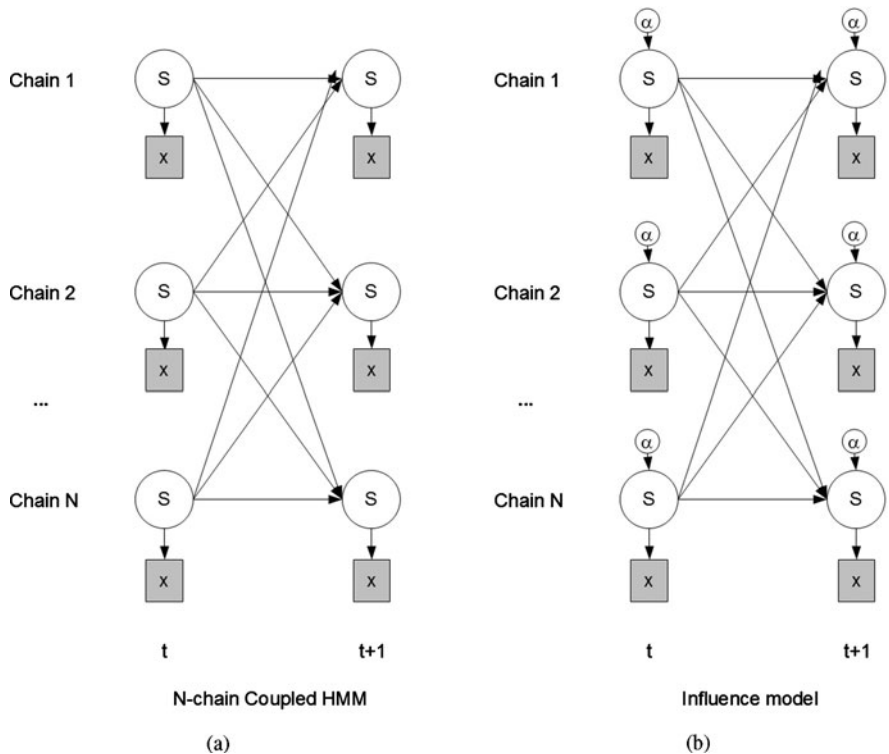 α α
Chain 1 S S Chain 1 S S
X X X X
α α
Chain 2 S S Chain 2 S S
X X X X
... ...
α α
Chain N S S Chain N S S
X X X X
t t+1 t t+1
N-chain Coupled HMM Influence model
(a) (b)